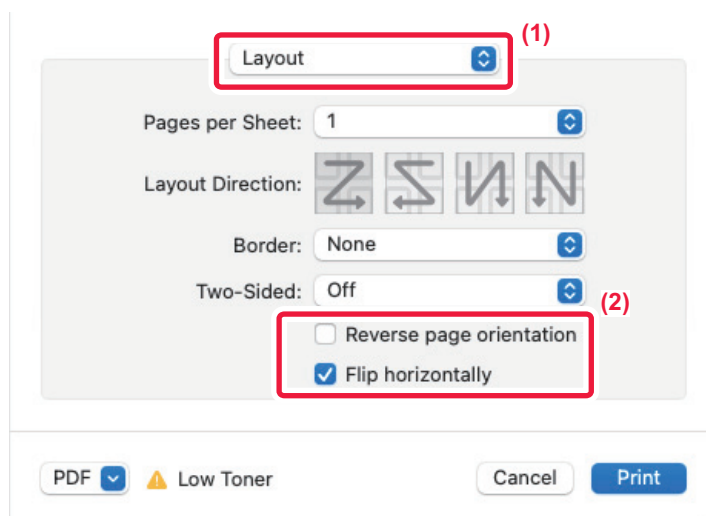 (1)
Layout
Pages per Sheet: 1
Layout Direction:
Border: None
Two-Sided: Off
(2)
Reverse page orientation
Flip horizontally
PDF Low Toner Cancel Print